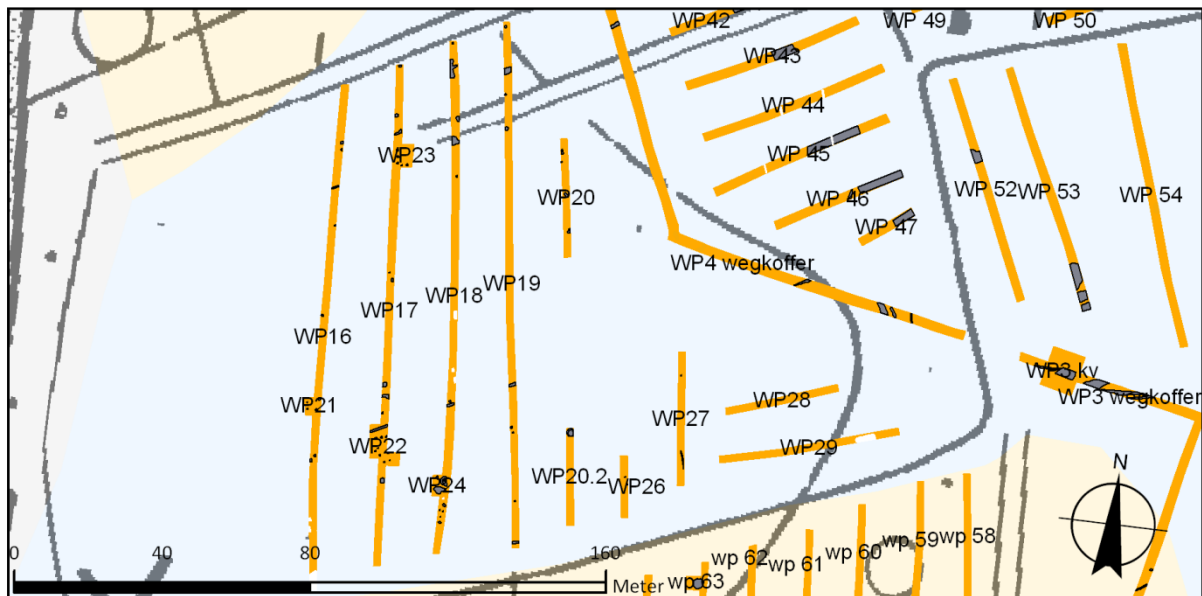 WP42
WP 49
WP 50
WP43
WP 44
WP23
WP 45
WP20
WP 46
WP 52
WP 53
WP 54
WP 47
WP4 wegkoffer
WP16
WP17
WP18
WP19
WP3 kv
WP3 wegkoffer
WP21
WP28
WP27
WP22
WP29
WP24
WP20.2
WP26
N
wp 62
wp 61
wp 60
wp 59
wp 58
wp 63
0
40
80
160
Meter